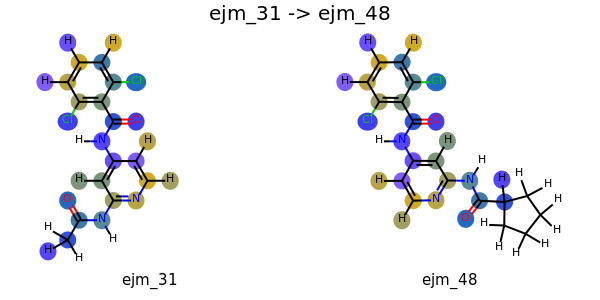 ejm_31 -> ejm_48
H H H H
H Cl H Cl
Cl O Cl O
H N H N
H H
H H H N H
O N N H
N O H H H H
H H H H
H H H H
ejm_31 ejm_48